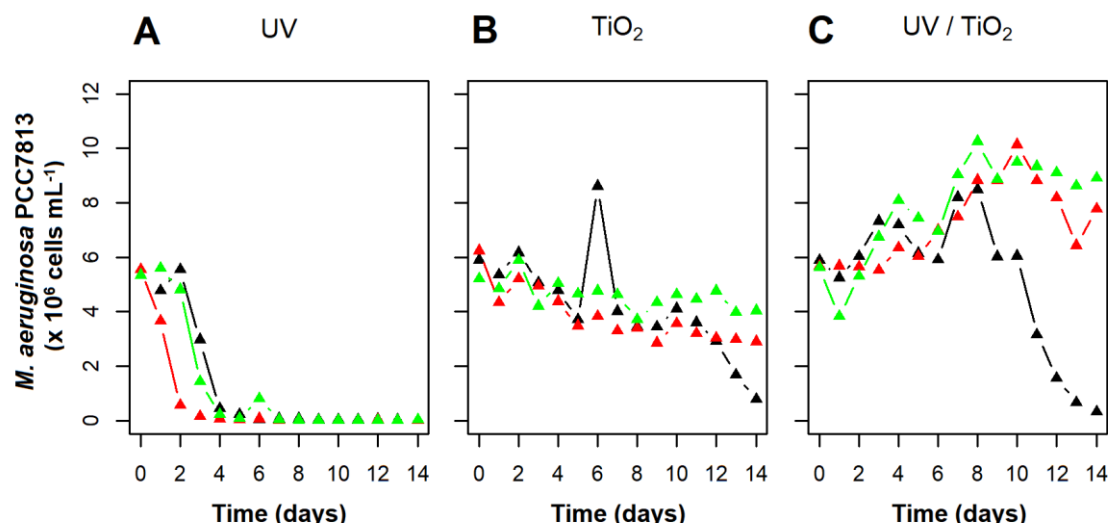 A UV
B TiO₂
C UV / TiO₂
M. aeruginosa PCC7813
(x 10⁶ cells mL⁻¹)
12
10
8
6
4
2
0
0 2 4 6 8 10 12 14
0 2 4 6 8 10 12 14
0 2 4 6 8 10 12 14
Time (days)
Time (days)
Time (days)